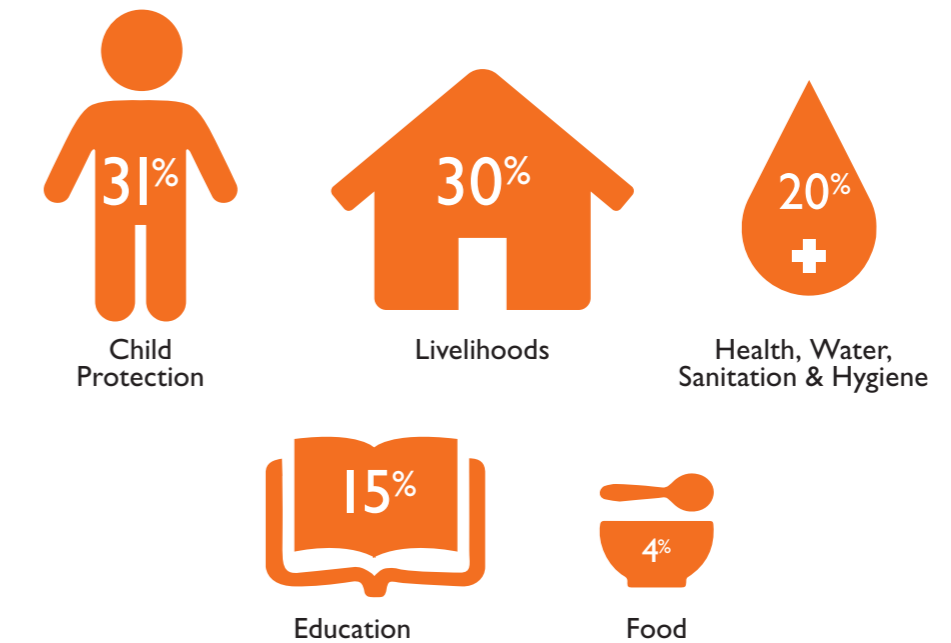 31%
30%
20%
Child
Protection
Livelihoods
Health, Water,
Sanitation & Hygiene
15%
4%
Education
Food